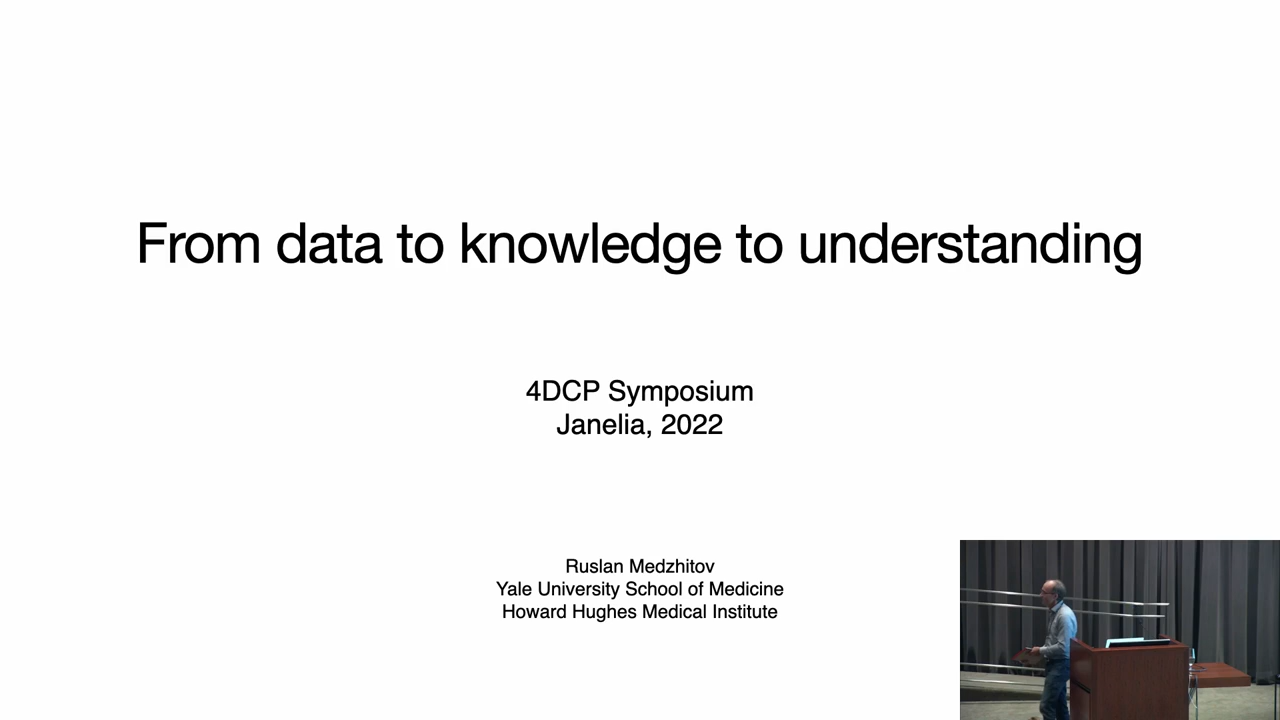 From data to knowledge to understanding
4DCP Symposium
Janelia, 2022
Ruslan Medzhitov
Yale University School of Medicine
Howard Hughes Medical Institute